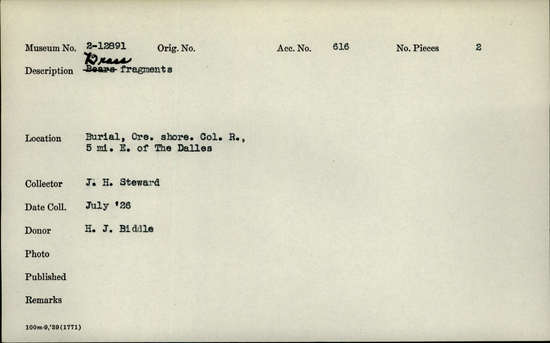 Museum No. 2-12891 Orig. No. Acc. No. 616 No. Pieces 2
Brass
Description Bears fragments
Location Burial, Ore. shore. Col. R.,
5 mi. E. of The Dalles
Collector J. H. Steward
Date Coll. July '26
Donor H. J. Biddle
Photo
Published
Remarks
100m-9,'39(1771)